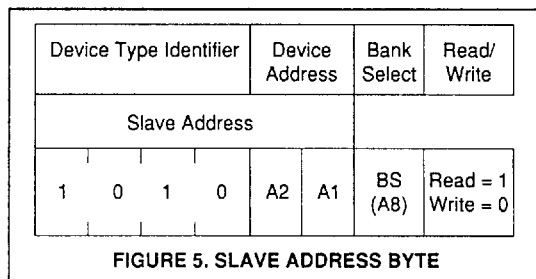 Device Type Identifier Device Address Bank Select Read/ Write
Slave Address
1 0 1 0 A2 A1 BS (A8) Read = 1 Write = 0
FIGURE 5. SLAVE ADDRESS BYTE